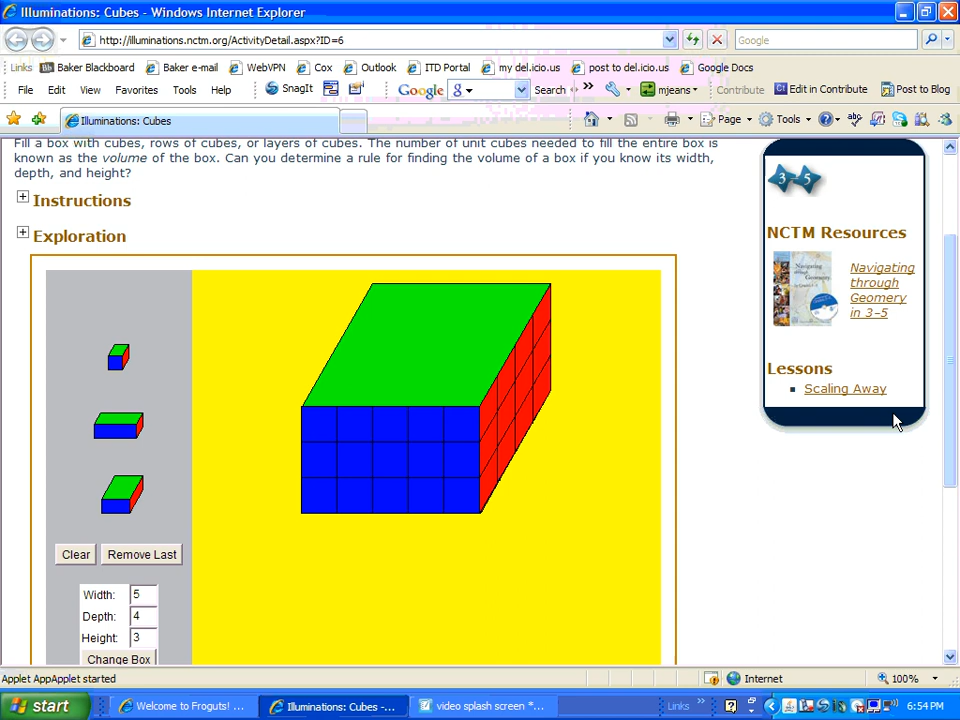 Illuminations: Cubes - Windows Internet Explorer
http://illuminations.nctm.org/ActivityDetail.aspx?ID=6
Google
Links Baker Blackboard Baker e-mail WebVPN Cox Outlook ITD Portal my del.icio.us post to del.icio.us Google Docs
File Edit View Favorites Tools Help SnagIt Google Search mjeans Contribute Edit in Contribute Post to Blog
Illuminations: Cubes Page Tools
Fill a box with cubes, rows of cubes, or layers of cubes. The number of unit cubes needed to fill the entire box is
known as the volume of the box. Can you determine a rule for finding the volume of a box if you know its width,
depth, and height?
Instructions
Exploration
Clear Remove Last
Width: 5
Depth: 4
Height: 3
Change Box
3 5
NCTM Resources
Navigating
through
Geomery
in 3–5
Lessons
Scaling Away
Applet AppApplet started Internet 100%
start Welcome to Froguts! ... Illuminations: Cubes -... video splash screen *... Links 6:54 PM